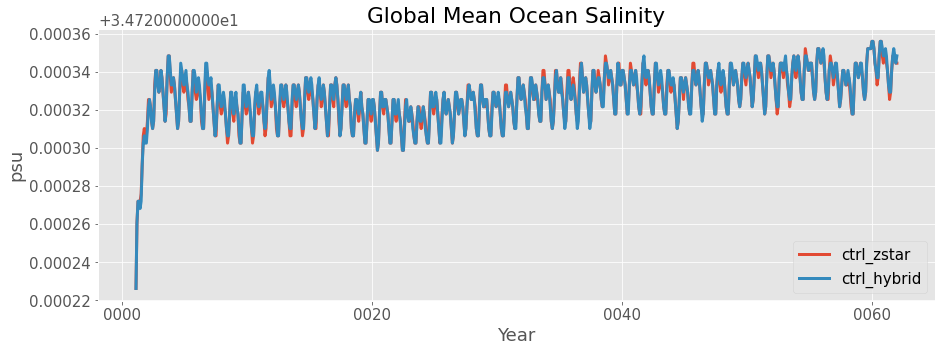 Global Mean Ocean Salinity
+3.4720000000e1
0.00036
0.00034
0.00032
0.00030
0.00028
0.00026
0.00024
0.00022
psu
0000
0020
0040
0060
Year
ctrl_zstar
ctrl_hybrid